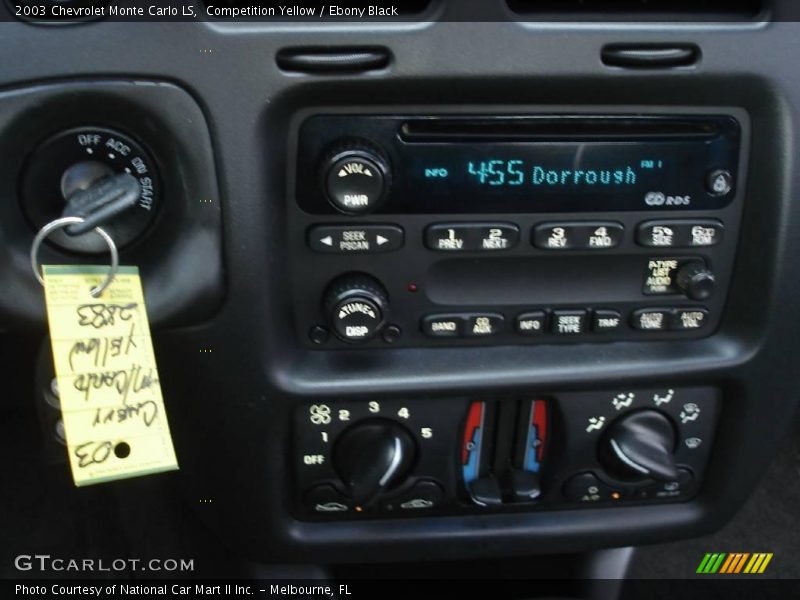 2003 Chevrolet Monte Carlo LS, Competition Yellow / Ebony Black
OFF ACC ON START
VOL
PWR
INFO 455 Dorroush FM 1
RDS
SEEK
PSCAN
1
PREV
2
NEXT
3
REV
4
FWD
5
SIDE
6
P-TYPE
LIST
AUDIO
TUNE
DISP
BAND
CD
AUX
INFO
SEEK
TYPE
TRAF
AUTO
TONE
AUTO
VOL
OFF 1 2 3 4 5
A/C
03
Chevy
M/Carlo
Yellow
2883
GTCARLOT.COM
Photo Courtesy of National Car Mart II Inc. – Melbourne, FL